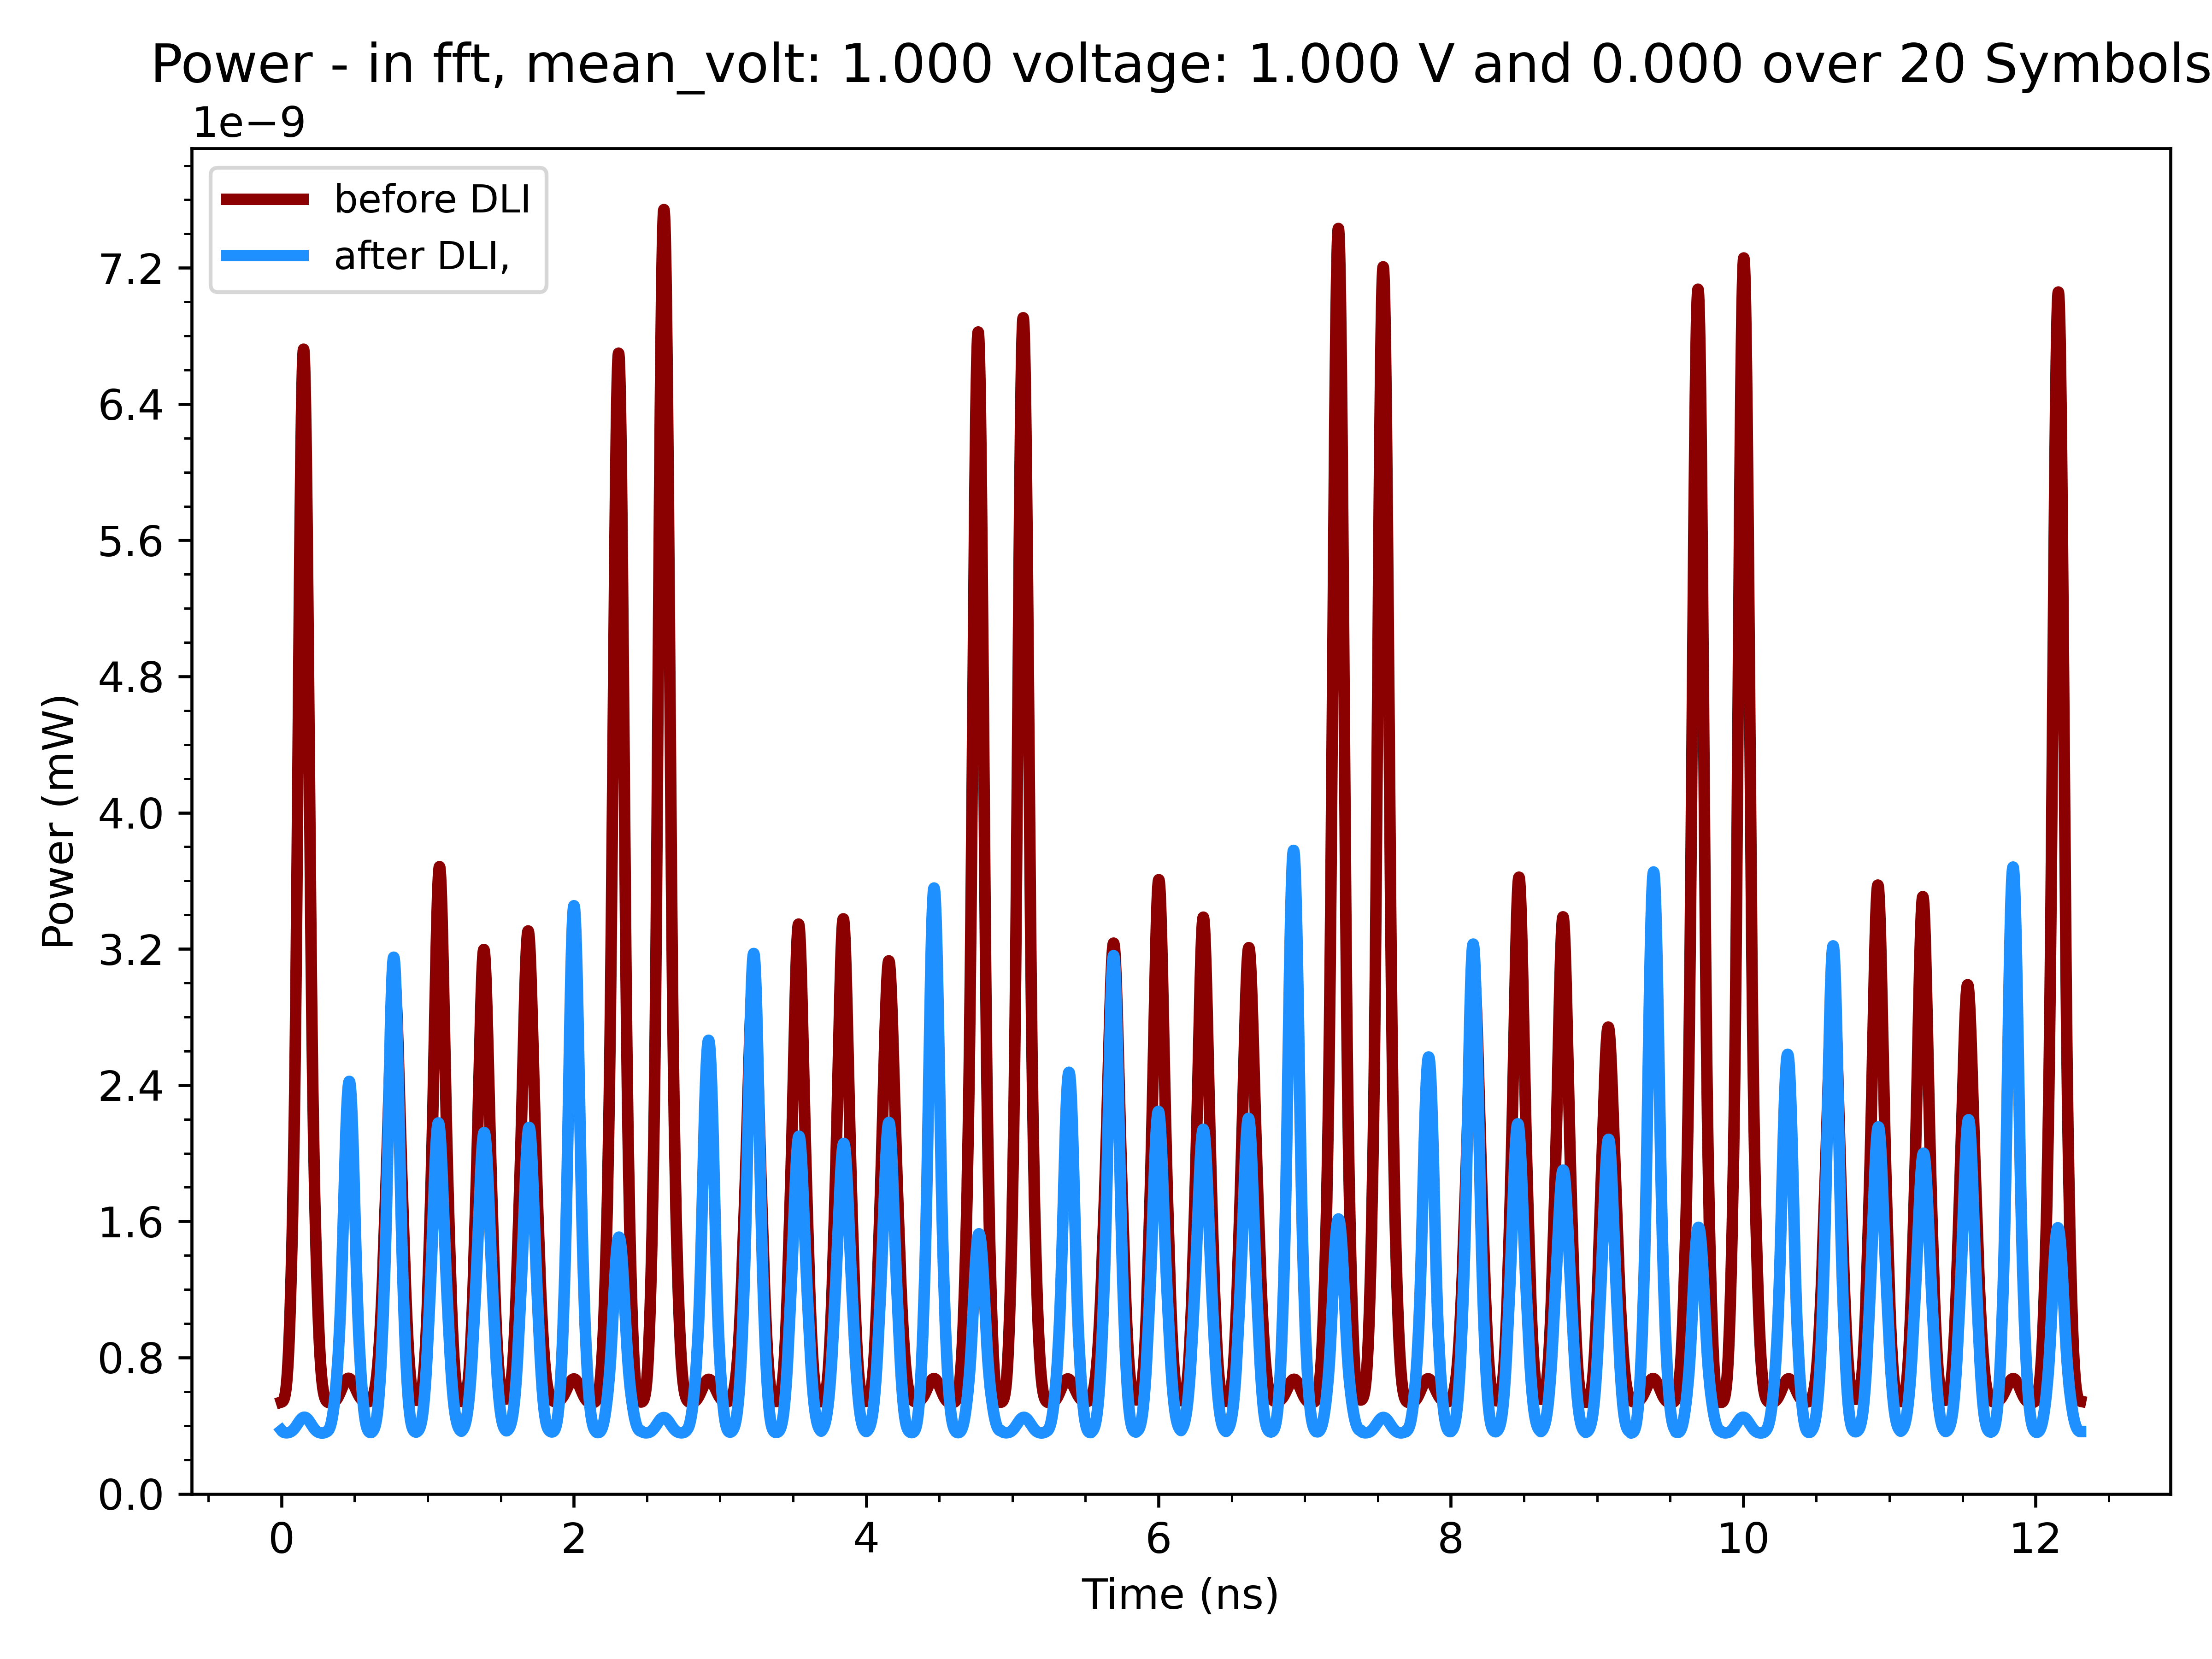 Power - in fft, mean_volt: 1.000 voltage: 1.000 V and 0.000 over 20 Symbols
1e−9
before DLI
after DLI,
7.2
6.4
5.6
4.8
4.0
3.2
2.4
1.6
0.8
0.0
Power (mW)
0 2 4 6 8 10 12
Time (ns)